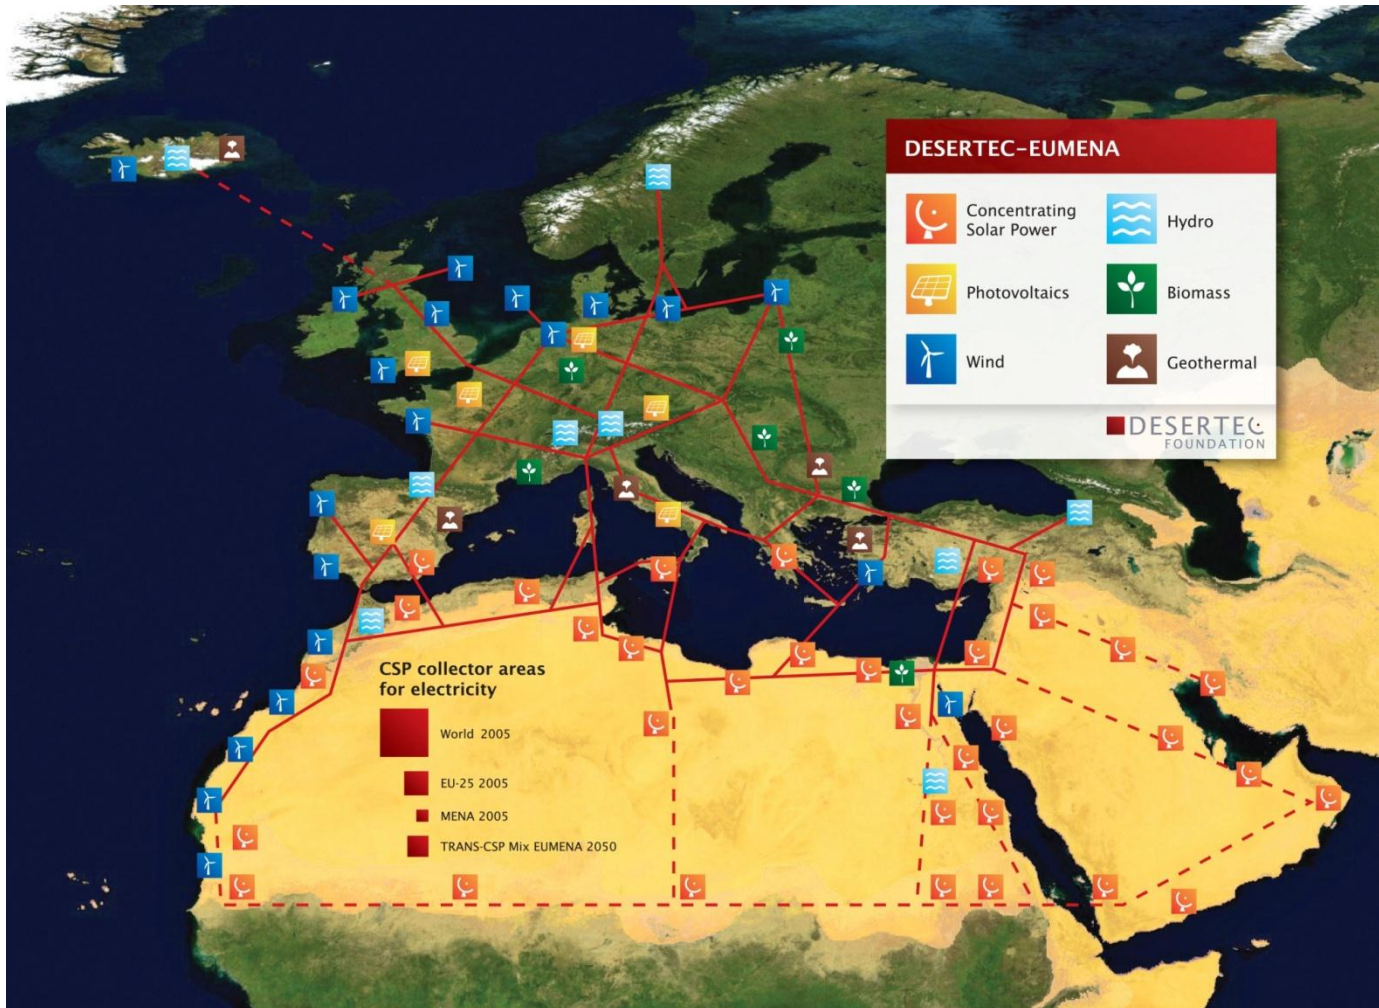 DESERTEC–EUMENA
Concentrating
Solar Power
Hydro
Photovoltaics
Biomass
Wind
Geothermal
DESERTEC
FOUNDATION
CSP collector areas
for electricity
World 2005
EU-25 2005
MENA 2005
TRANS-CSP Mix EUMENA 2050